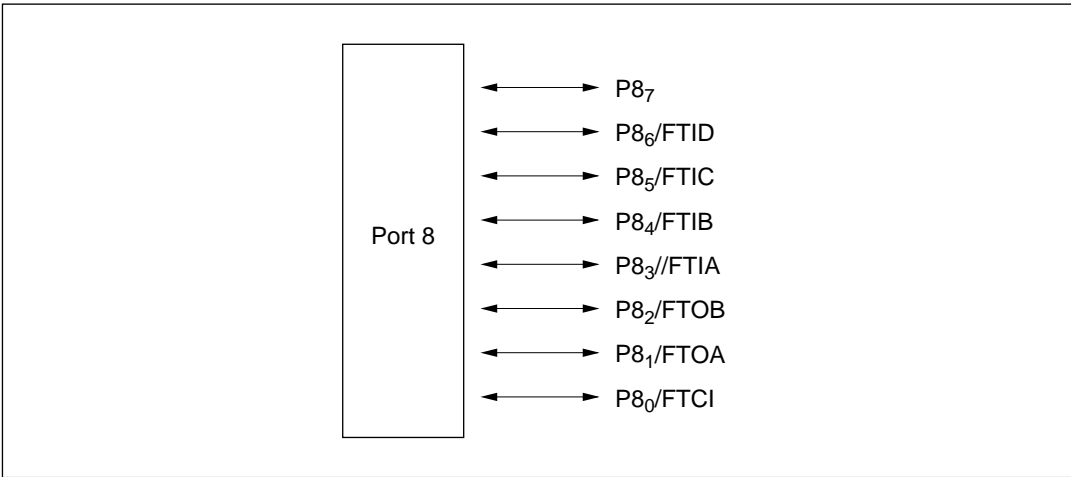 Port 8
P8₇
P8₆/FTID
P8₅/FTIC
P8₄/FTIB
P8₃//FTIA
P8₂/FTOB
P8₁/FTOA
P8₀/FTCI